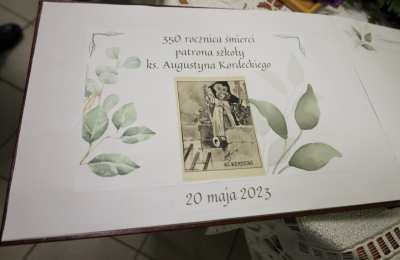 350 rocznica śmierci
patrona szkoły
ks. Augustyna Kordeckiego
20 maja 2023